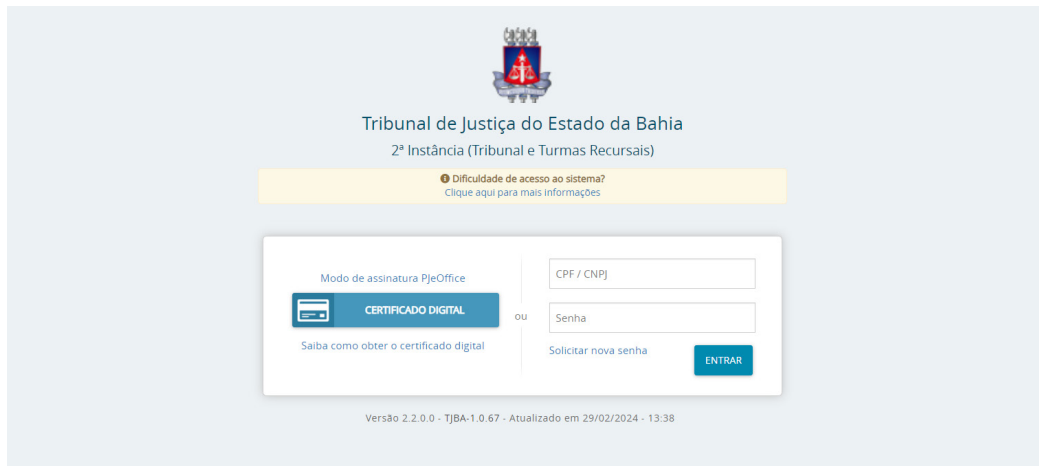 Tribunal de Justiça do Estado da Bahia
2ª Instância (Tribunal e Turmas Recursais)
Dificuldade de acesso ao sistema?
Clique aqui para mais informações
Modo de assinatura PJeOffice
CERTIFICADO DIGITAL
Saiba como obter o certificado digital
ou
CPF / CNPJ
Senha
Solicitar nova senha
ENTRAR
Versão 2.2.0.0 - TJBA-1.0.67 - Atualizado em 29/02/2024 - 13:38